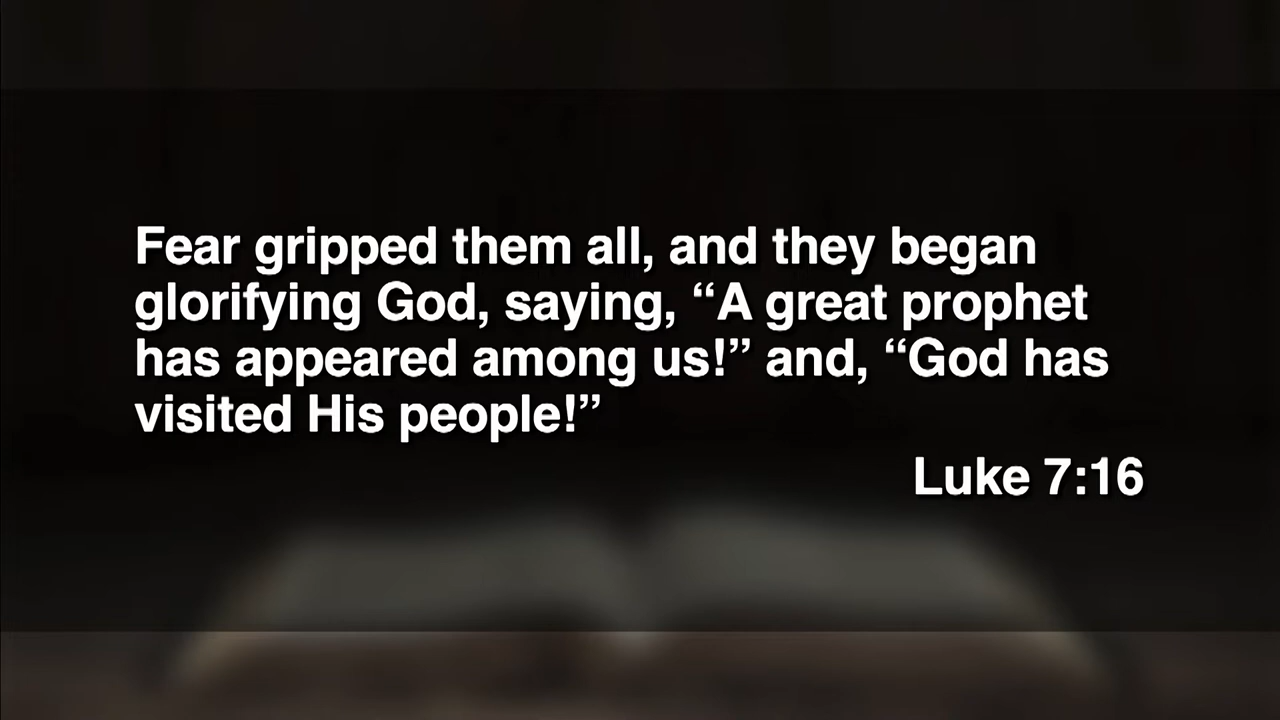 Fear gripped them all, and they began
glorifying God, saying, “A great prophet
has appeared among us!” and, “God has
visited His people!”
Luke 7:16